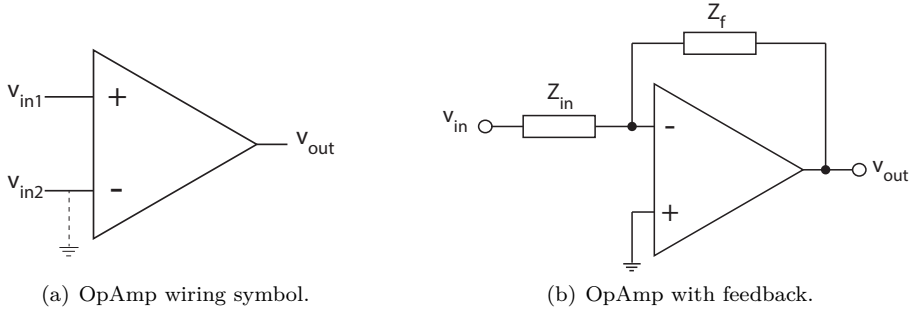 v_in1
+
v_in2
-
v_out
(a) OpAmp wiring symbol.
Z_f
Z_in
v_in
-
+
v_out
(b) OpAmp with feedback.